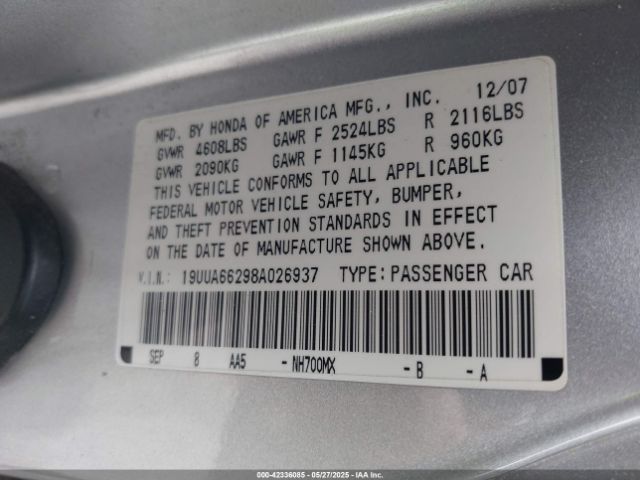 MFD. BY HONDA OF AMERICA MFG., INC. 12/07
GVWR 4608LBS GAWR F 2524LBS R 2116LBS
GVWR 2090KG GAWR F 1145KG R 960KG
THIS VEHICLE CONFORMS TO ALL APPLICABLE
FEDERAL MOTOR VEHICLE SAFETY, BUMPER,
AND THEFT PREVENTION STANDARDS IN EFFECT
ON THE DATE OF MANUFACTURE SHOWN ABOVE.
V.I.N.: 19UUA66298A026937 TYPE: PASSENGER CAR
SEP 8 AA5 -NH700MX -B -A
000-42336085 - 05/27/2025 - IAA Inc.